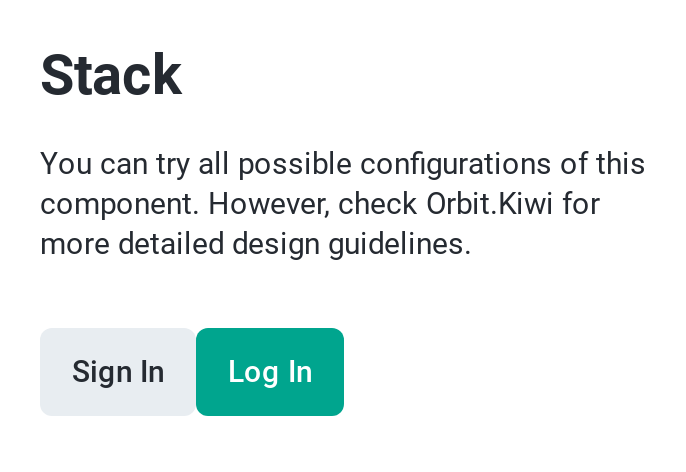 Stack
You can try all possible configurations of this
component. However, check Orbit.Kiwi for
more detailed design guidelines.
Sign In Log In